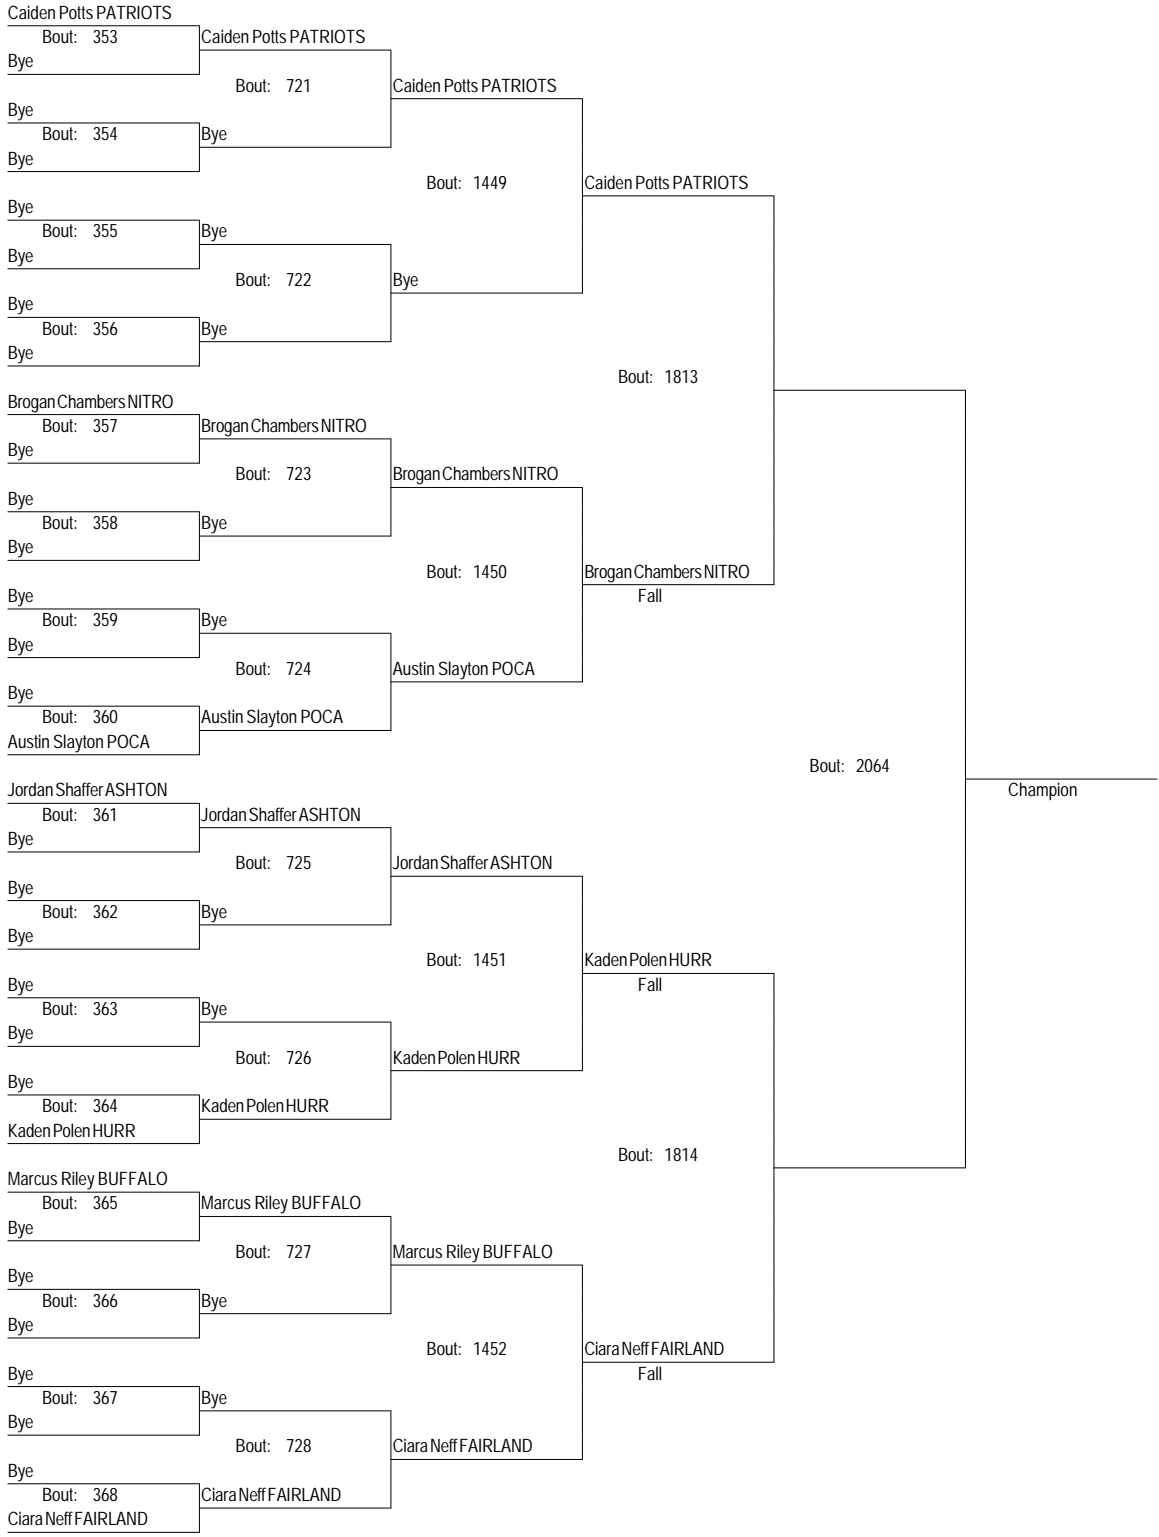 Caiden Potts PATRIOTS
Bout: 353
Caiden Potts PATRIOTS
Bye
Bout: 721
Caiden Potts PATRIOTS
Bye
Bout: 354
Bye
Bye
Bout: 1449
Caiden Potts PATRIOTS
Bye
Bout: 355
Bye
Bye
Bout: 722
Bye
Bye
Bout: 356
Bye
Bye
Bout: 1813
Brogan Chambers NITRO
Bout: 357
Brogan Chambers NITRO
Bye
Bout: 723
Brogan Chambers NITRO
Bye
Bout: 358
Bye
Bye
Bout: 1450
Brogan Chambers NITRO
Fall
Bye
Bout: 359
Bye
Bye
Bout: 724
Austin Slayton POCA
Bye
Bout: 360
Austin Slayton POCA
Austin Slayton POCA
Bout: 2064
Champion
Jordan Shaffer ASHTON
Bout: 361
Jordan Shaffer ASHTON
Bye
Bout: 725
Jordan Shaffer ASHTON
Bye
Bout: 362
Bye
Bye
Bout: 1451
Kaden Polen HURR
Fall
Bye
Bout: 363
Bye
Bye
Bout: 726
Kaden Polen HURR
Bye
Bout: 364
Kaden Polen HURR
Kaden Polen HURR
Bout: 1814
Marcus Riley BUFFALO
Bout: 365
Marcus Riley BUFFALO
Bye
Bout: 727
Marcus Riley BUFFALO
Bye
Bout: 366
Bye
Bye
Bout: 1452
Ciara Neff FAIRLAND
Fall
Bye
Bout: 367
Bye
Bye
Bout: 728
Ciara Neff FAIRLAND
Bye
Bout: 368
Ciara Neff FAIRLAND
Ciara Neff FAIRLAND